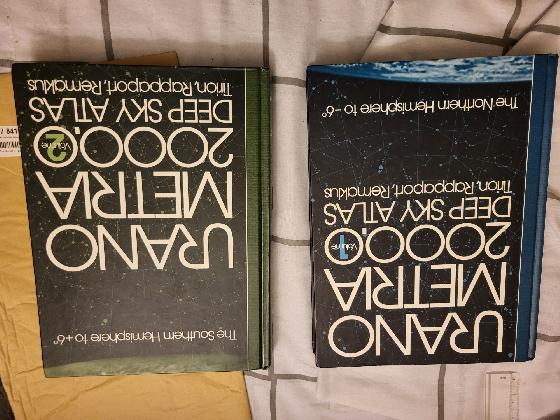 The Southern Hemisphere to +6°
URANO
METRIA
2000.0
Volume 2
DEEP SKY ATLAS
Tirion, Rappaport, Remaklus
URANO
METRIA
2000.0
Volume 1
DEEP SKY ATLAS
Tirion, Rappaport, Remaklus
The Northern Hemisphere to -6°